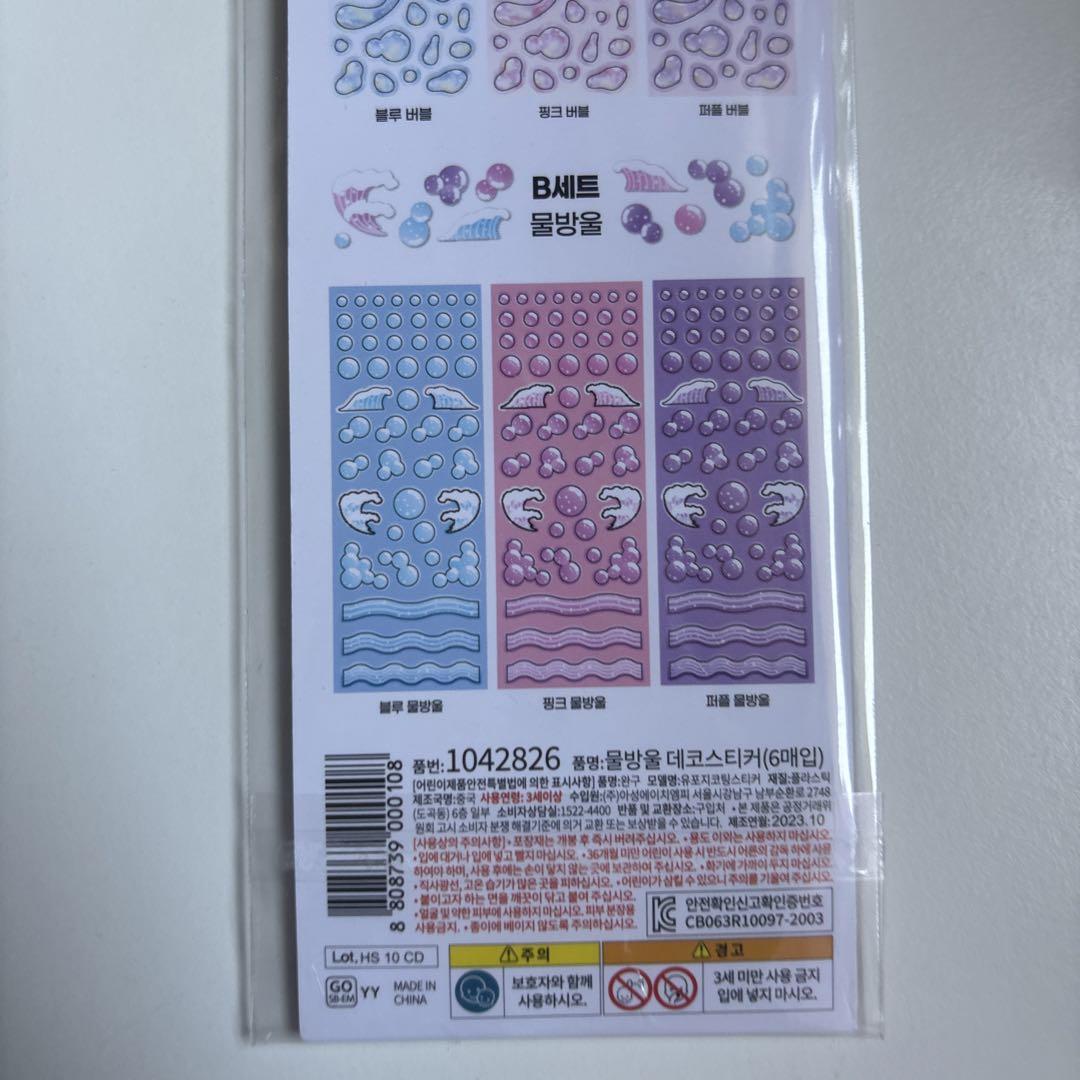 블루 버블
핑크 버블
퍼플 버블
B세트
물방울
블루 물방울
핑크 물방울
퍼플 물방울
품번:1042826 품명:물방울 데코스티커(6매입)
[어린이제품안전특별법에 의한 표시사항] 품명:완구 모델명:유포지코팅스티커 재질:플라스틱
제조국명:중국 사용연령: 3세이상 수입원:(주)아성에이치엠피 서울시강남구 남부순환로 2748
(도곡동) 6층 일부 소비자상담실:1522-4400 반품 및 교환장소:구입처 • 본 제품은 공정거래위
원회 고시 소비자 분쟁 해결기준에 의거 교환 또는 보상받을 수 있습니다. 제조연월:2023.10
[사용상의 주의사항] • 포장재는 개봉 후 즉시 버려주십시오. • 용도 이외는 사용하지 마십시오.
• 입에 대거나 입에 넣고 빨지 마십시오. • 36개월 미만 어린이 사용 시 반드시 어른의 감독 하에 사용
하여야 하며, 사용 후에는 손이 닿지 않는 곳에 보관하여 주십시오. • 화기에 가까이 두지 마십시오.
• 직사광선, 고온 습기가 많은 곳을 피하십시오. • 어린이가 삼킬 수 있으니 주의를 기울여 주십시오.
• 붙이고자 하는 면을 깨끗이 닦고 붙여 주십시오.
• 얼굴 및 약한 피부에 사용하지 마십시오. 피부 분장용
사용금지. • 종이에 베이지 않도록 주의하십시오.
안전확인신고확인증번호
CB063R10097-2003
8 808739 000108
Lot. HS 10 CD
GO
SB-EM
YY
MADE IN
CHINA
주의
보호자와 함께
사용하시오.
경고
3세 미만 사용 금지
입에 넣지 마시오.